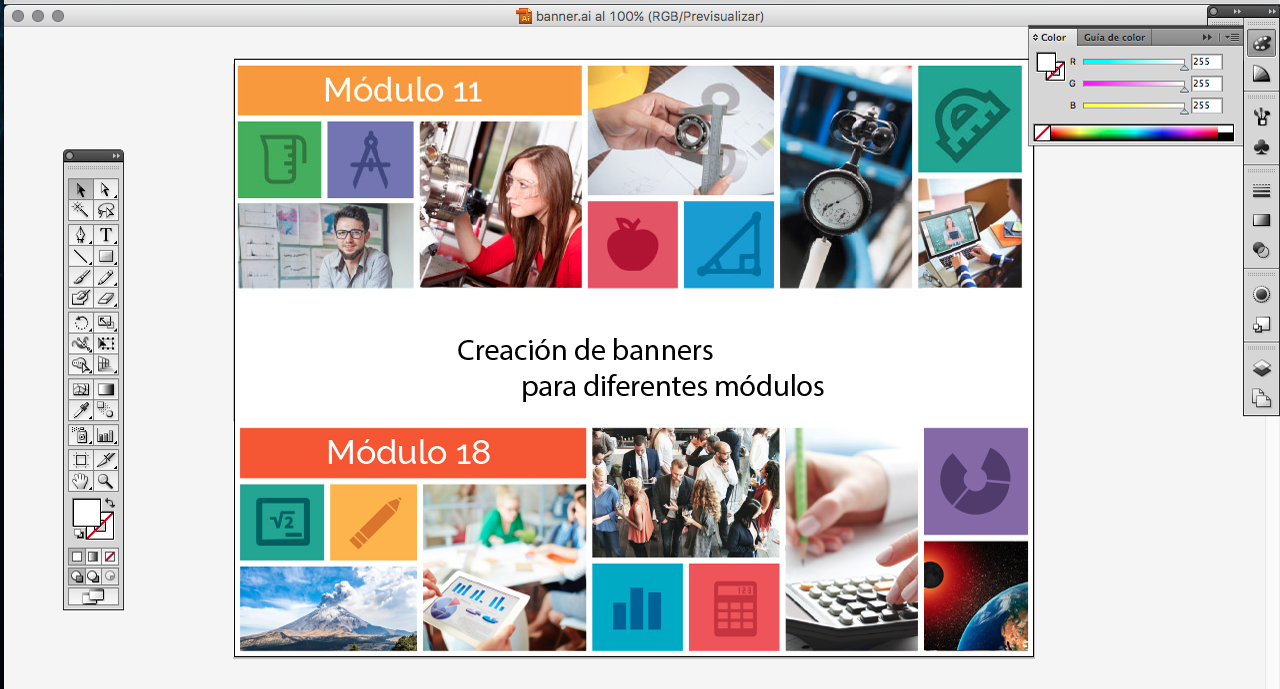 banner.ai al 100% (RGB/Previsualizar)
Color
Guía de color
R 255
G 255
B 255
Módulo 11
Creación de banners
para diferentes módulos
Módulo 18
√2
123